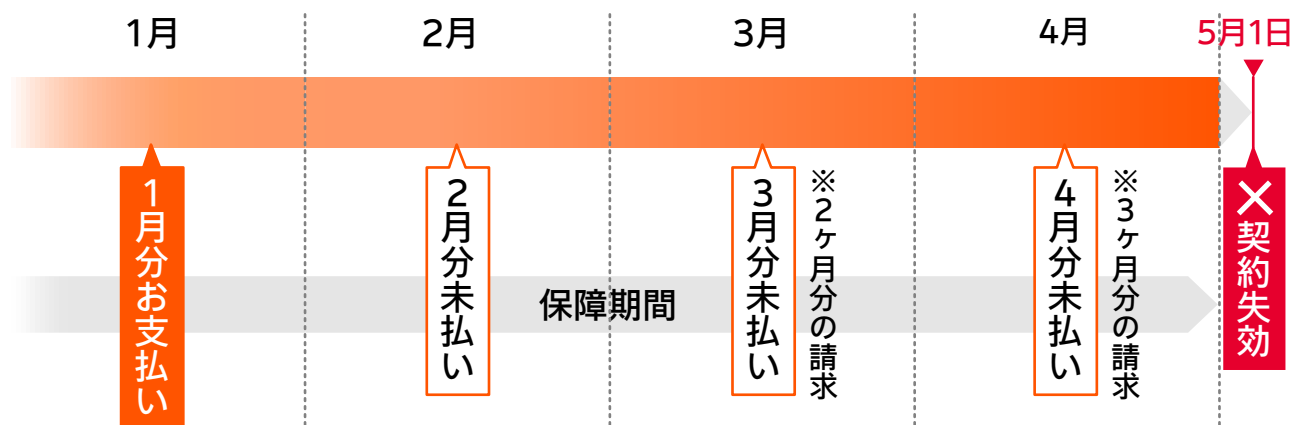 1月
2月
3月
4月
5月1日
1月分お支払い
2月分未払い
3月分未払い
※2ヶ月分の請求
4月分未払い
※3ヶ月分の請求
×契約失効
保障期間